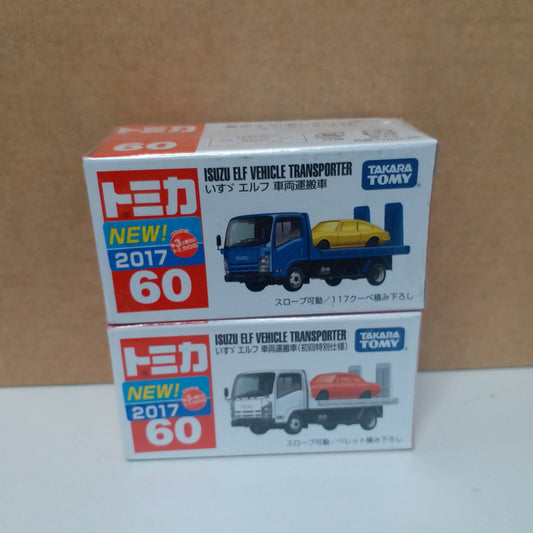 60
ISUZU ELF VEHICLE TRANSPORTER
いすゞ エルフ 車両運搬車
TAKARA TOMY
トミカ
NEW!
2017
60
スロープ可動/117クーペ積み下ろし
ISUZU ELF VEHICLE TRANSPORTER
いすゞ エルフ 車両運搬車(初回特別仕様)
TAKARA TOMY
トミカ
NEW!
2017
60
スロープ可動/ベレット積み下ろし